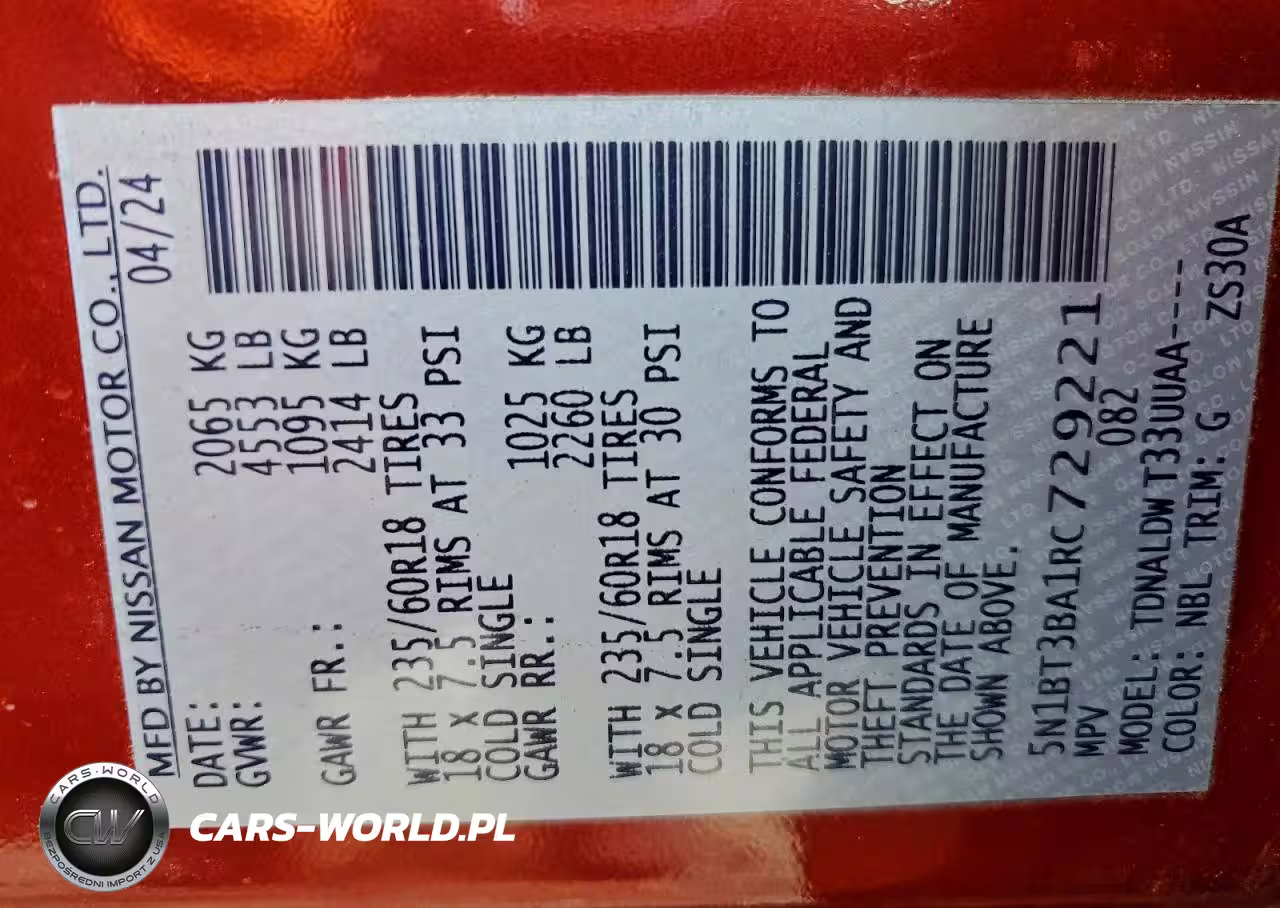 MFD BY NISSAN MOTOR CO., LTD.
DATE: 04/24
GVWR: 2065 KG
4553 LB
GAWR FR.: 1095 KG
2414 LB
WITH 235/60R18 TIRES
18 X 7.5 RIMS AT 33 PSI
COLD SINGLE
GAWR RR.: 1025 KG
2260 LB
WITH 235/60R18 TIRES
18 X 7.5 RIMS AT 30 PSI
COLD SINGLE
THIS VEHICLE CONFORMS TO
ALL APPLICABLE FEDERAL
MOTOR VEHICLE SAFETY AND
THEFT PREVENTION
STANDARDS IN EFFECT ON
THE DATE OF MANUFACTURE
SHOWN ABOVE.
5N1BT3BA1RC729221
MPV 082
MODEL: TDNALDW T33UUAA----
COLOR: NBL TRIM: G ZS30A
CARS-WORLD
CW
BEZPOŚREDNI IMPORT Z USA
CARS-WORLD.PL